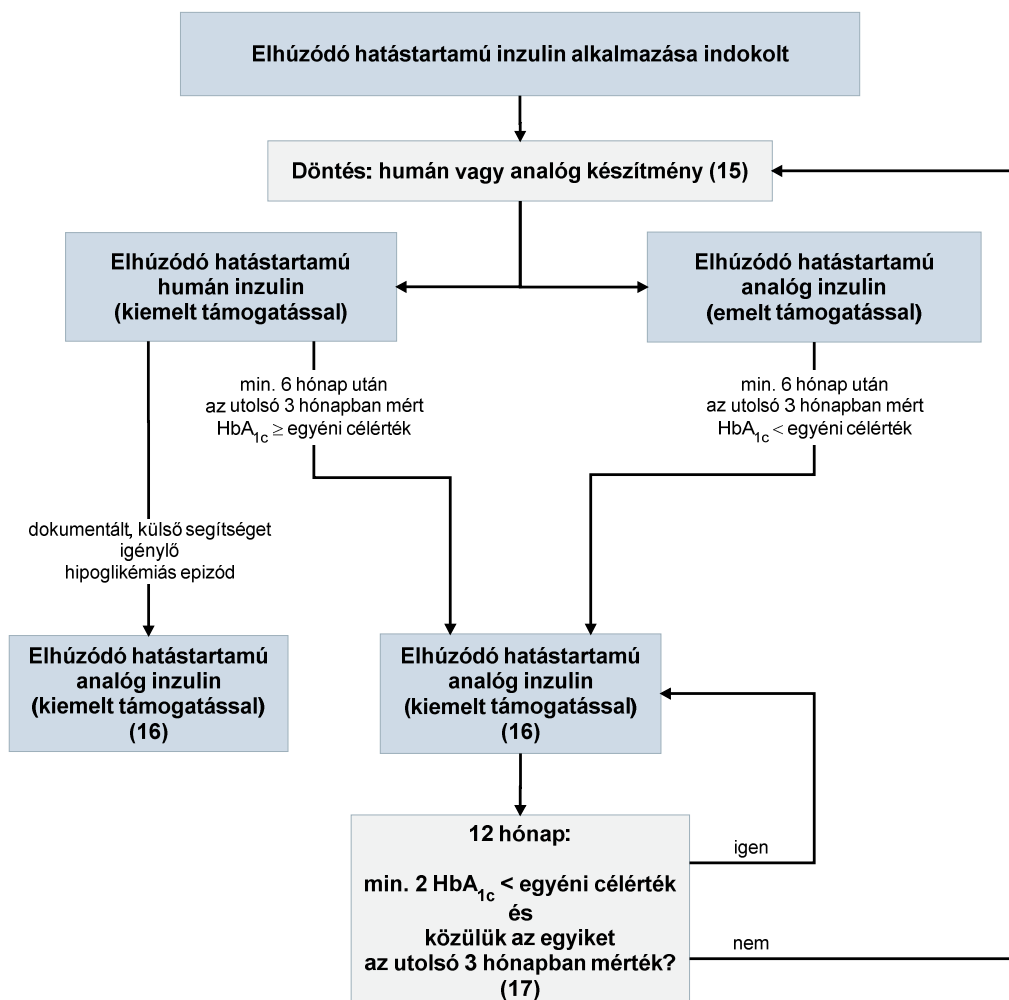 Elhúzódó hatástartamú inzulin alkalmazása indokolt
Döntés: humán vagy analóg készítmény (15)
Elhúzódó hatástartamú
humán inzulin
(kiemelt támogatással)
Elhúzódó hatástartamú
analóg inzulin
(emelt támogatással)
min. 6 hónap után
az utolsó 3 hónapban mért
HbA1c ≥ egyéni célérték
min. 6 hónap után
az utolsó 3 hónapban mért
HbA1c < egyéni célérték
dokumentált, külső segítséget
igénylő
hipoglikémiás epizód
Elhúzódó hatástartamú
analóg inzulin
(kiemelt támogatással)
(16)
Elhúzódó hatástartamú
analóg inzulin
(kiemelt támogatással)
(16)
12 hónap:
min. 2 HbA1c < egyéni célérték
és
közülük az egyiket
az utolsó 3 hónapban mérték?
(17)
igen
nem